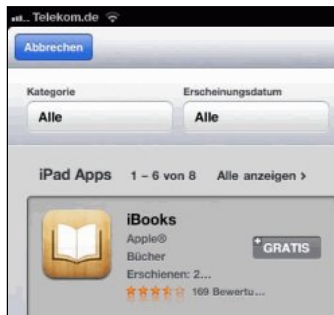 Telekom.de
Abbrechen
Kategorie Erscheinungsdatum
Alle Alle
iPad Apps 1 – 6 von 8 Alle anzeigen >
iBooks
Apple®
Bücher
GRATIS
Erschienen: 2...
169 Bewertu...